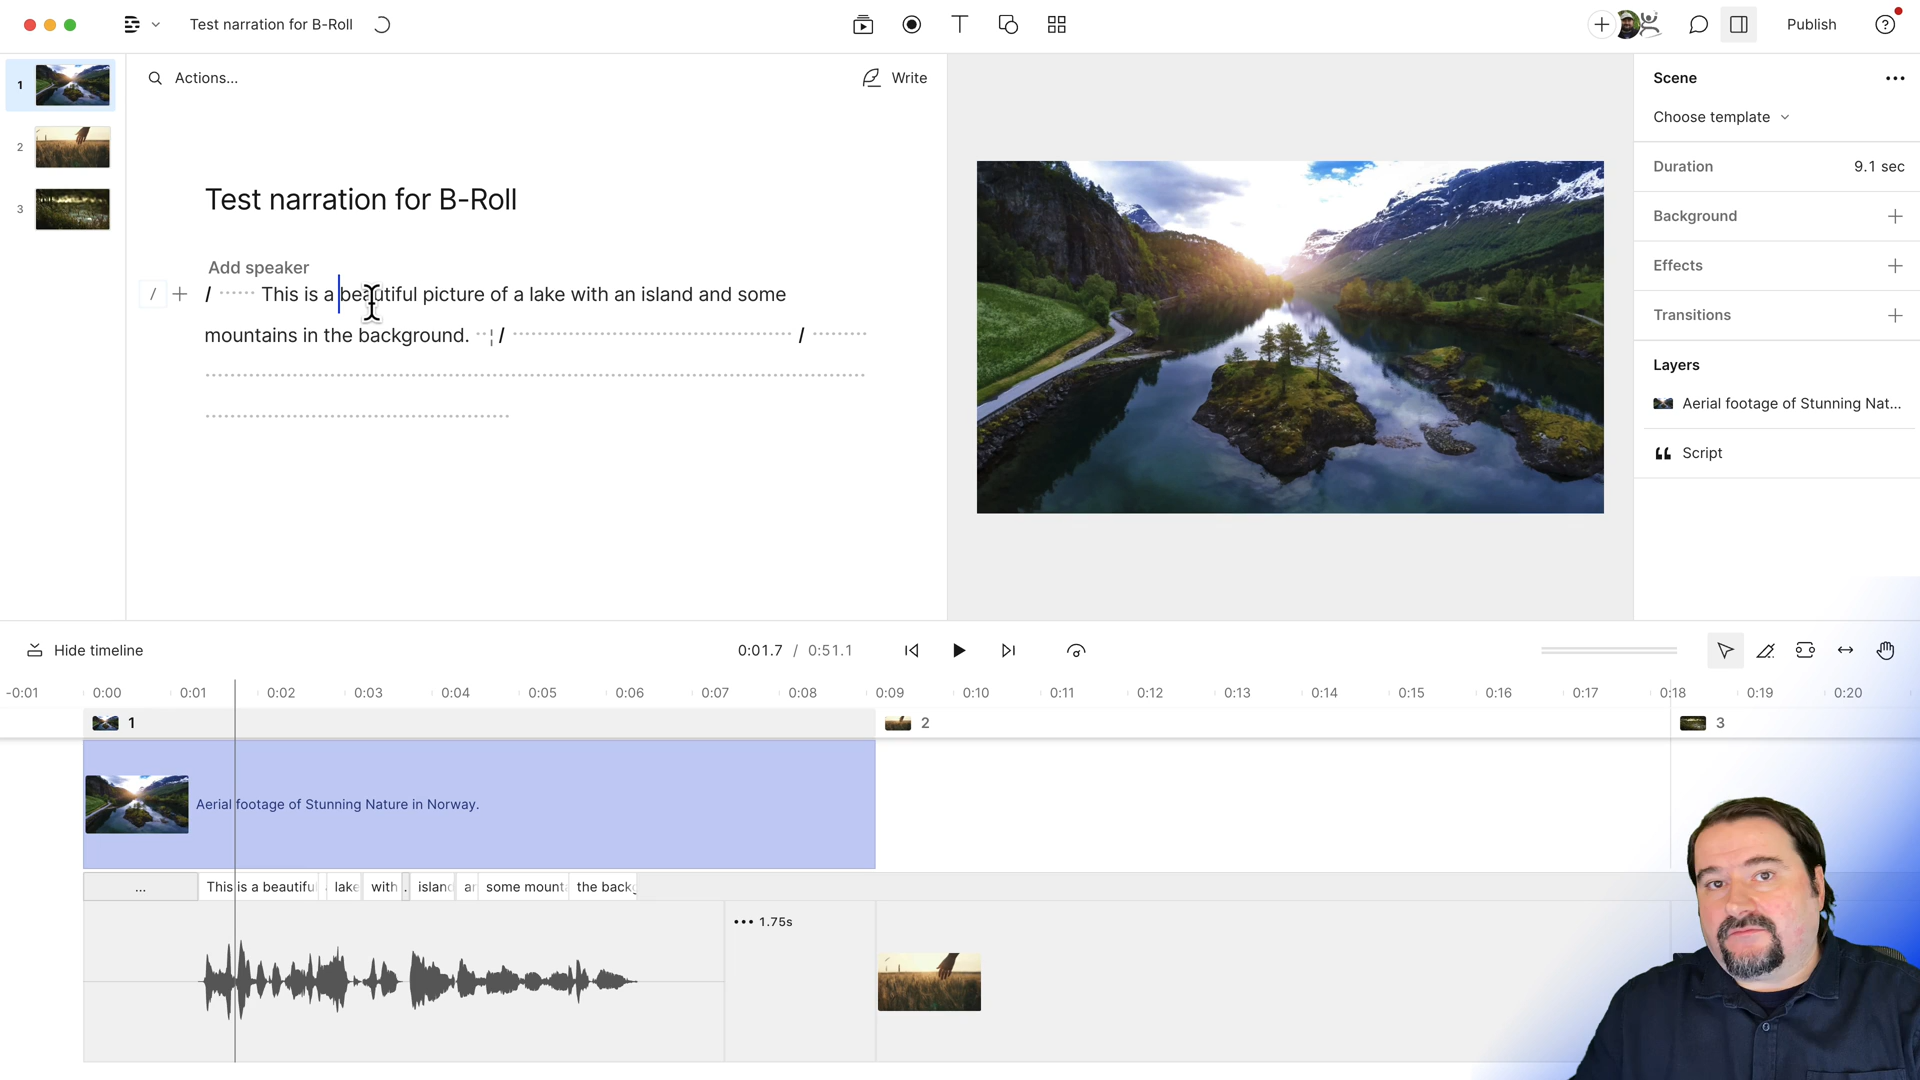 Test narration for B-Roll
Publish
1
2
3
Actions...
Write
Test narration for B-Roll
Add speaker
/ + / This is a beautiful picture of a lake with an island and some
mountains in the background. / /
Scene
Choose template
Duration 9.1 sec
Background
Effects
Transitions
Layers
Aerial footage of Stunning Nat...
Script
Hide timeline
0:01.7 / 0:51.1
-0:01 0:00 0:01 0:02 0:03 0:04 0:05 0:06 0:07 0:08 0:09 0:10 0:11 0:12 0:13 0:14 0:15 0:16 0:17 0:18 0:19 0:20
1 2 3
Aerial footage of Stunning Nature in Norway.
... This is a beautifu lake with . island ar some mount the back
••• 1.75s